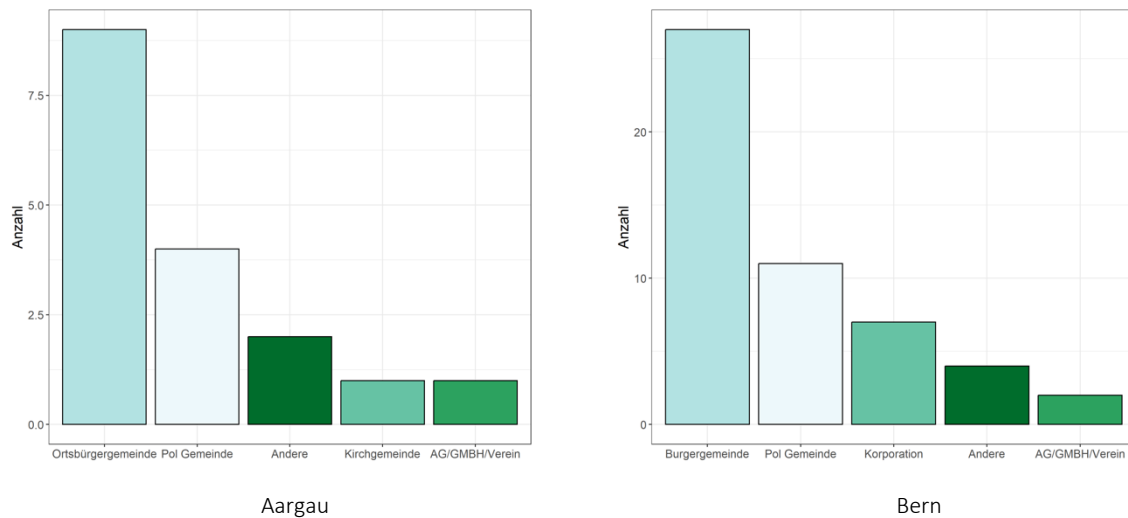 7.5
5.0
2.5
0.0
Anzahl
Ortsbürgergemeinde Pol Gemeinde Andere Kirchgemeinde AG/GMBH/Verein
Aargau
20
10
0
Anzahl
Burgergemeinde Pol Gemeinde Korporation Andere AG/GMBH/Verein
Bern